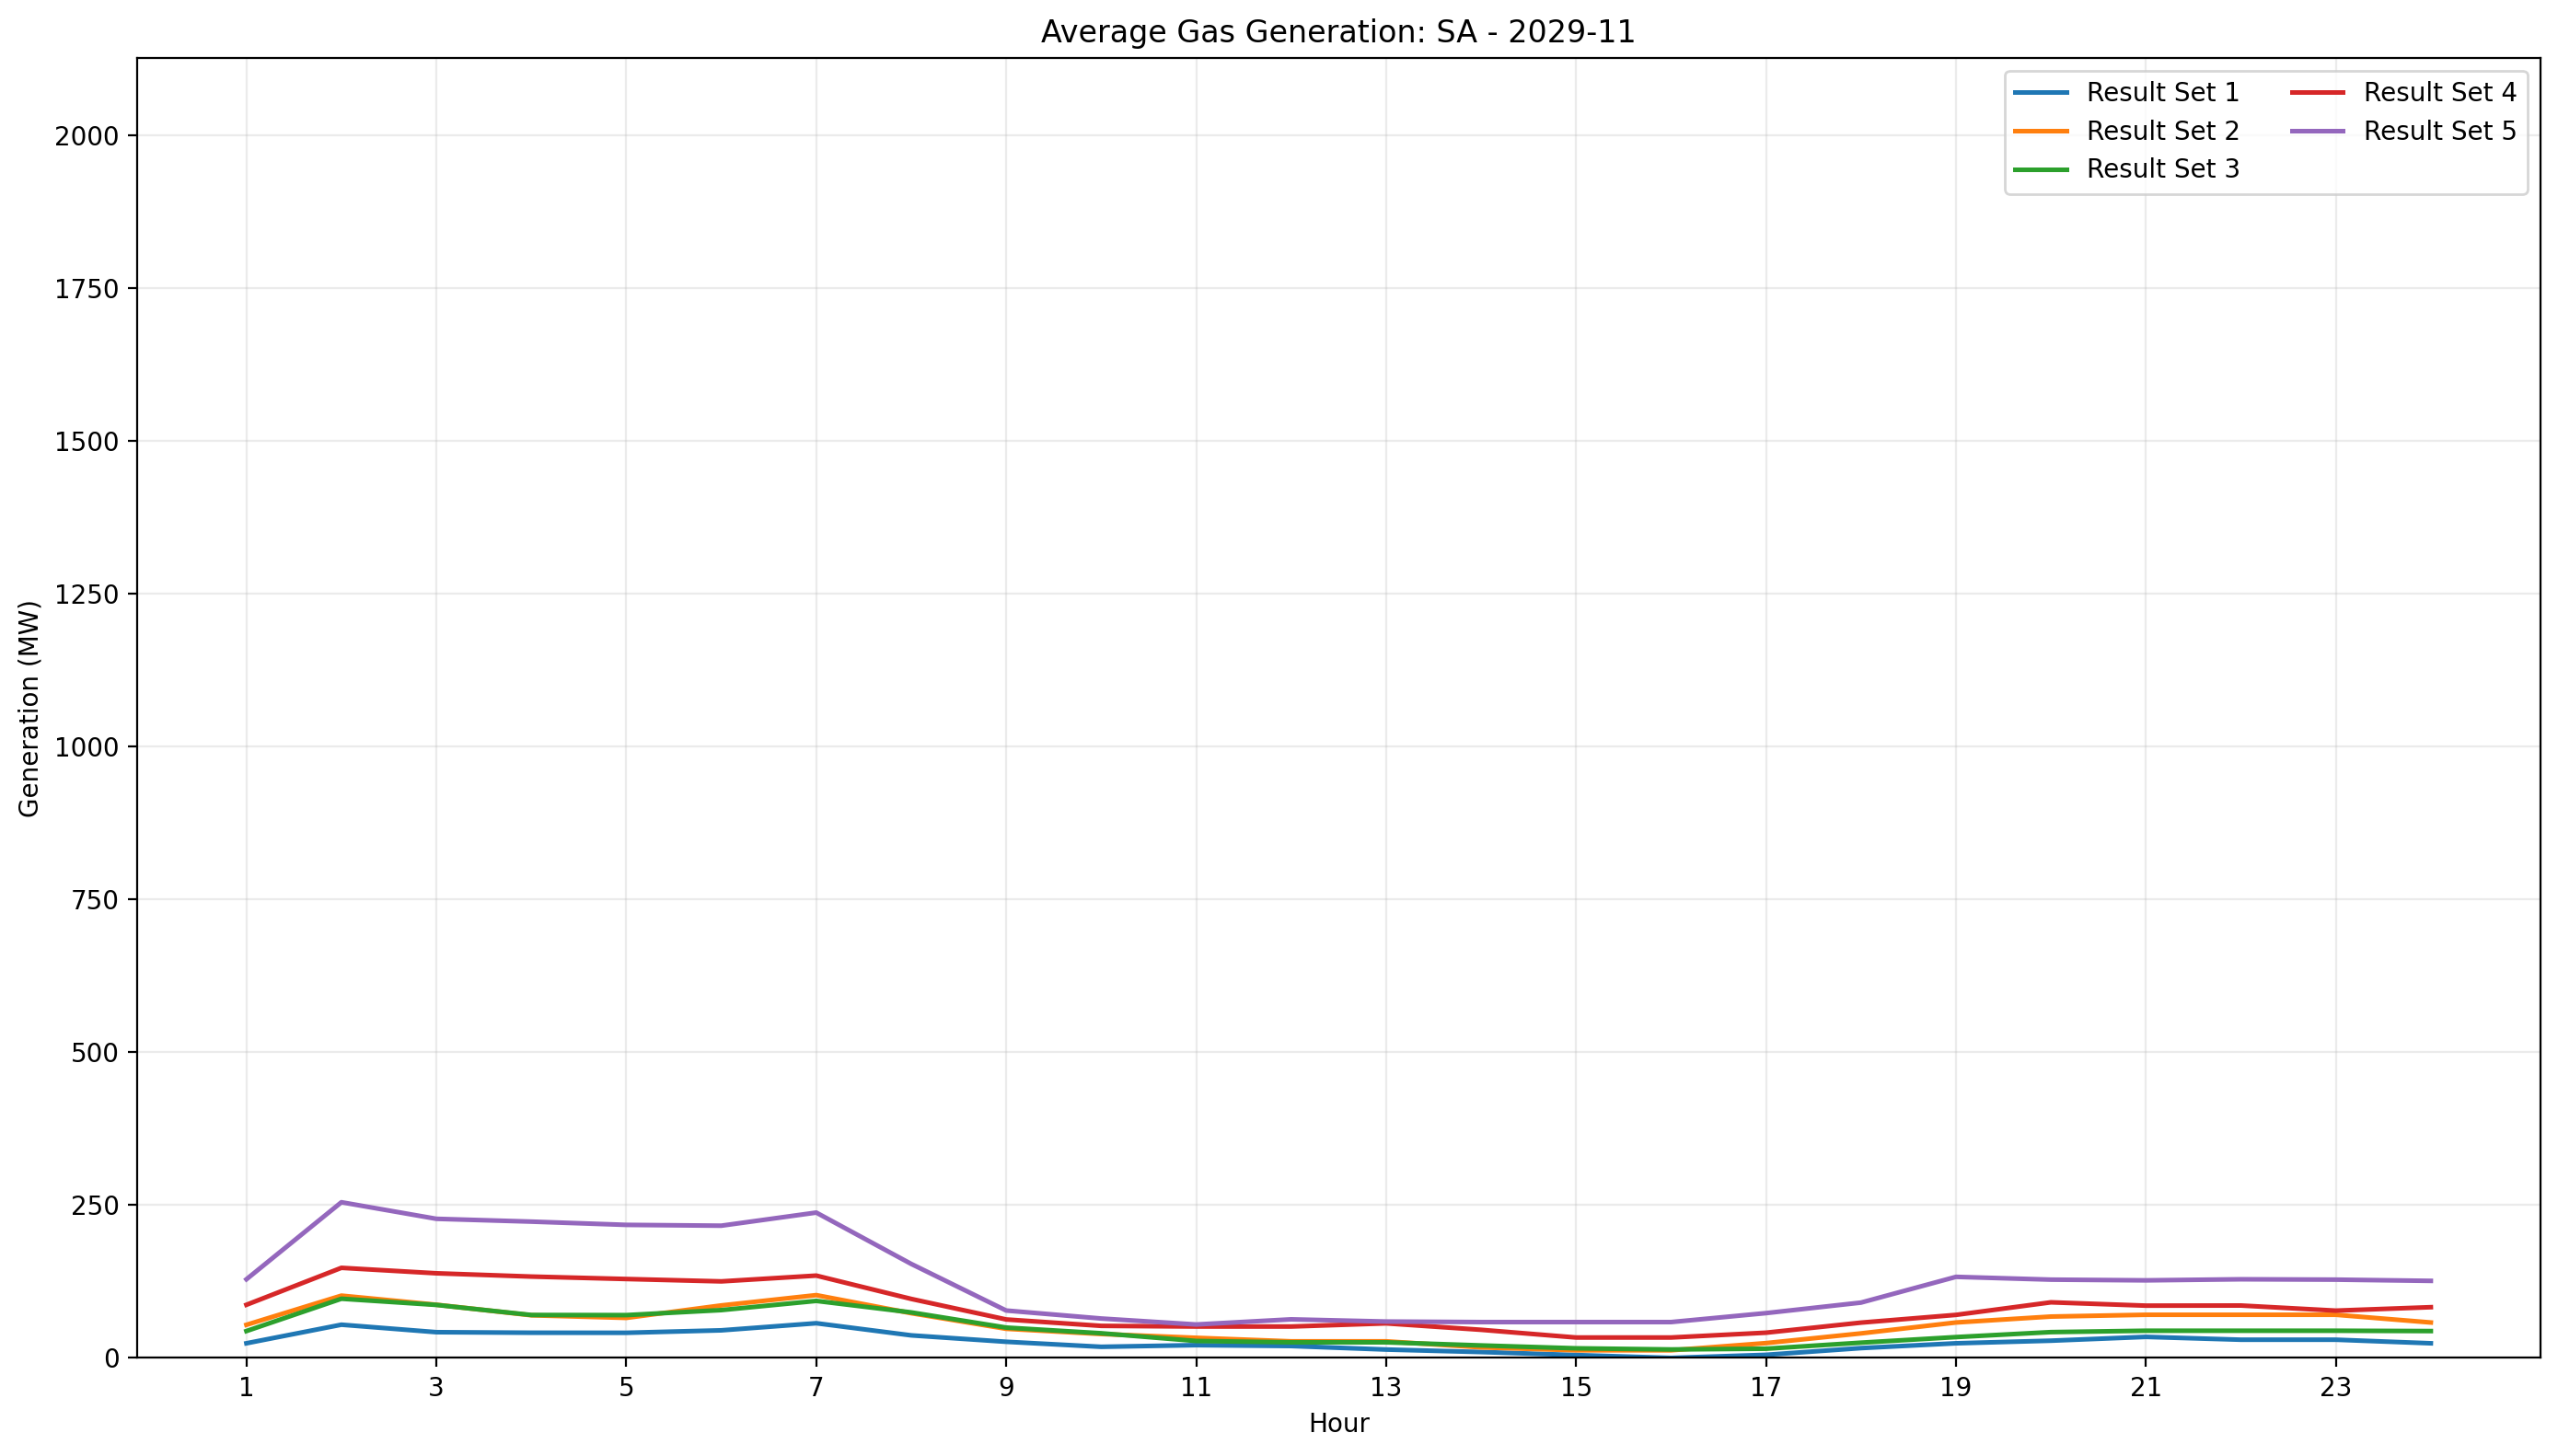 Average Gas Generation: SA - 2029-11
Result Set 1
Result Set 2
Result Set 3
Result Set 4
Result Set 5
Generation (MW)
2000
1750
1500
1250
1000
750
500
250
0
1 3 5 7 9 11 13 15 17 19 21 23
Hour